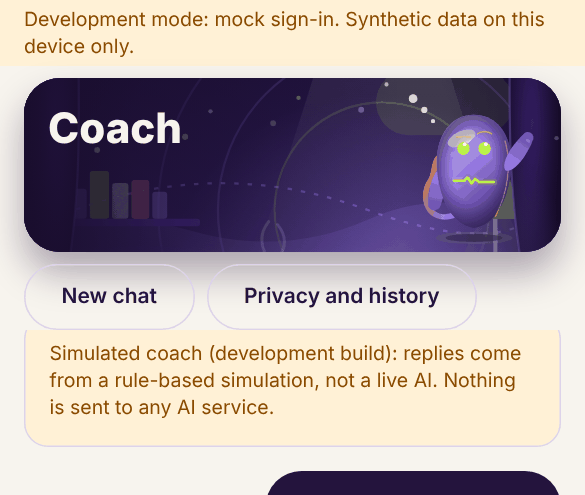 Development mode: mock sign-in. Synthetic data on this
device only.
Coach
New chat
Privacy and history
Simulated coach (development build): replies come
from a rule-based simulation, not a live AI. Nothing
is sent to any AI service.